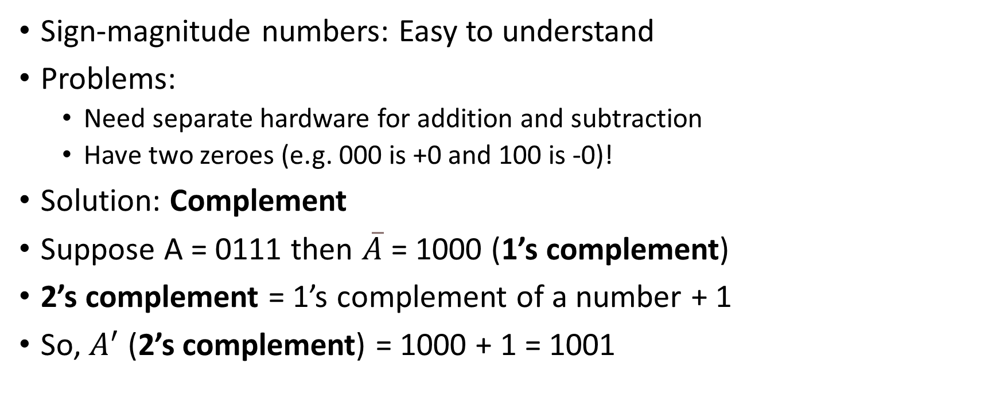 • Sign-magnitude numbers: Easy to understand
• Problems:
• Need separate hardware for addition and subtraction
• Have two zeroes (e.g. 000 is +0 and 100 is -0)!
• Solution: Complement
• Suppose A = 0111 then A̅ = 1000 (1’s complement)
• 2’s complement = 1’s complement of a number + 1
• So, A′ (2’s complement) = 1000 + 1 = 1001